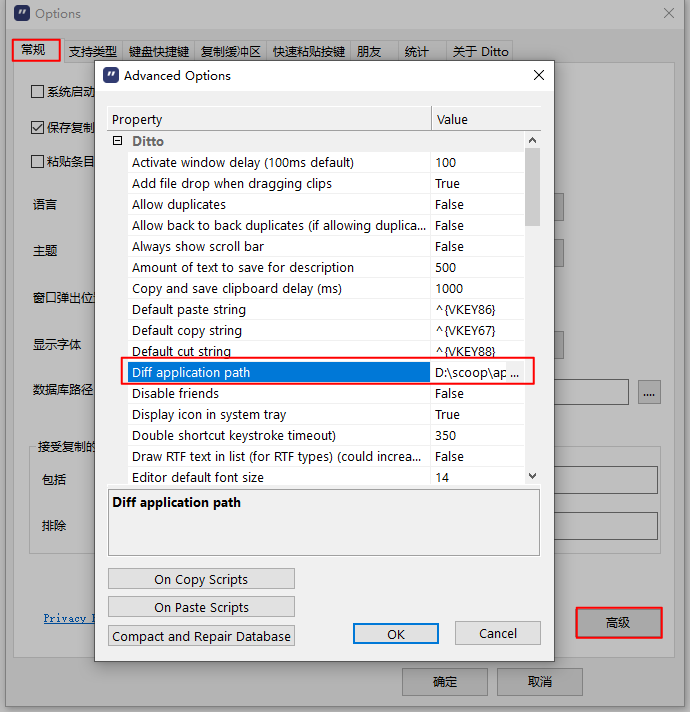 Options
常规 支持类型 键盘快捷键 复制缓冲区 快速粘贴按键 朋友 统计 关于 Ditto
系统启动
保存复制
粘贴条目
语言
主题
窗口弹出位
显示字体
数据库路径
....
接受复制的
包括
排除
Privacy
高级
确定 取消
Advanced Options
Property Value
Ditto
Activate window delay (100ms default) 100
Add file drop when dragging clips True
Allow duplicates False
Allow back to back duplicates (if allowing duplica... False
Always show scroll bar False
Amount of text to save for description 500
Copy and save clipboard delay (ms) 1000
Default paste string ^{VKEY86}
Default copy string ^{VKEY67}
Default cut string ^{VKEY88}
Diff application path D:\scoop\ap ...
Disable friends False
Display icon in system tray True
Double shortcut keystroke timeout) 350
Draw RTF text in list (for RTF types) (could increa... False
Editor default font size 14
Diff application path
On Copy Scripts
On Paste Scripts
Compact and Repair Database
OK Cancel